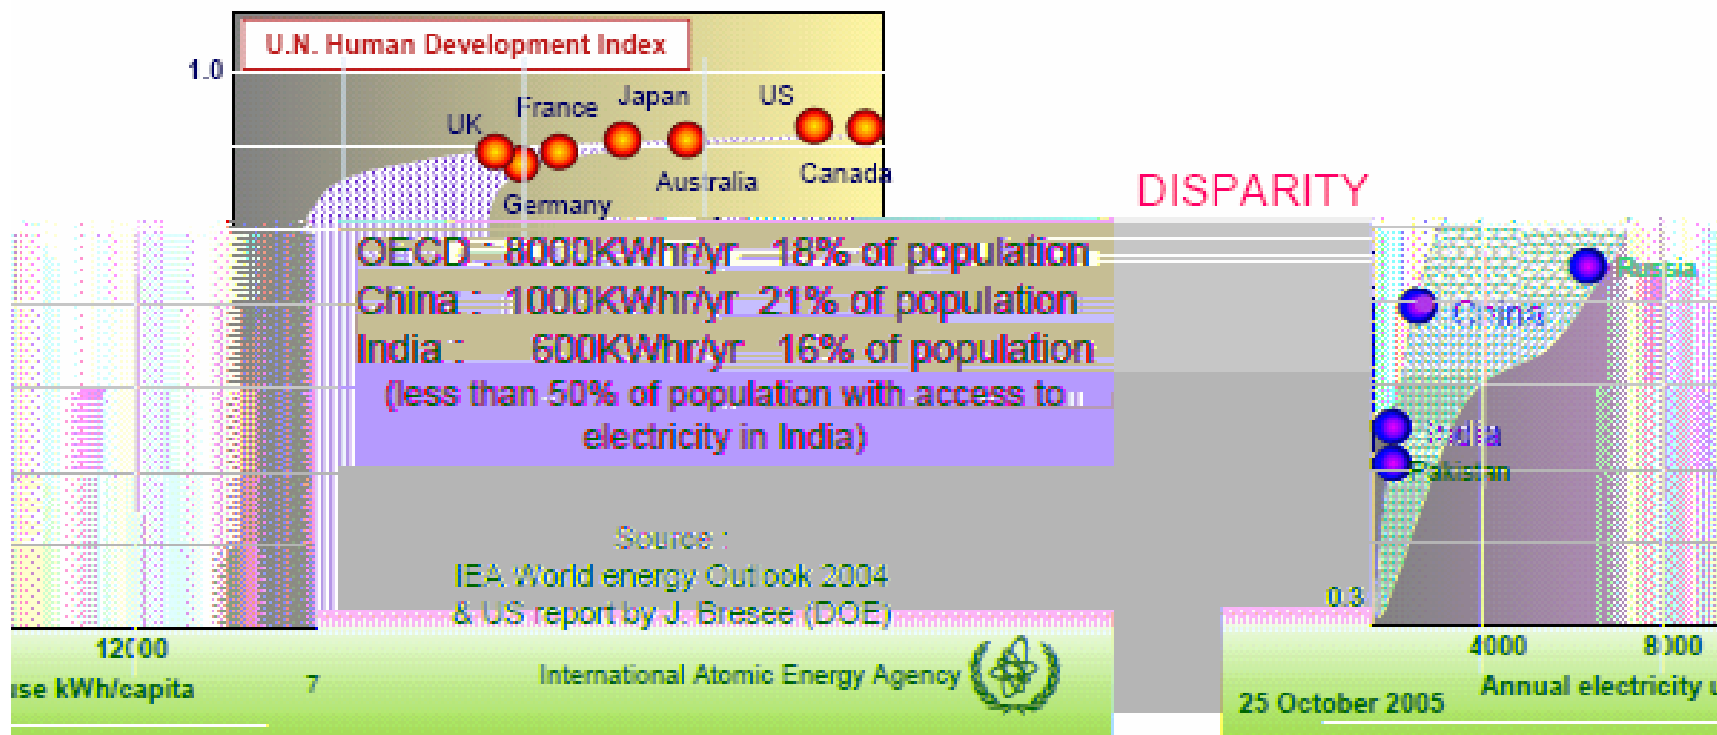 U.N. Human Development Index
1.0
UK
France
Japan
US
Germany
Australia
Canada
DISPARITY
OECD : 8000KWhr/yr 18% of population
China : 1000KWhr/yr 21% of population
India : 600KWhr/yr 16% of population
(less than 50% of population with access to
electricity in India)
Russia
China
India
Pakistan
Source :
IEA World energy Outlook 2004
& US report by J. Bresee (DOE)
0.3
12000
4000
8000
use kWh/capita
7
International Atomic Energy Agency
25 October 2005
Annual electricity u